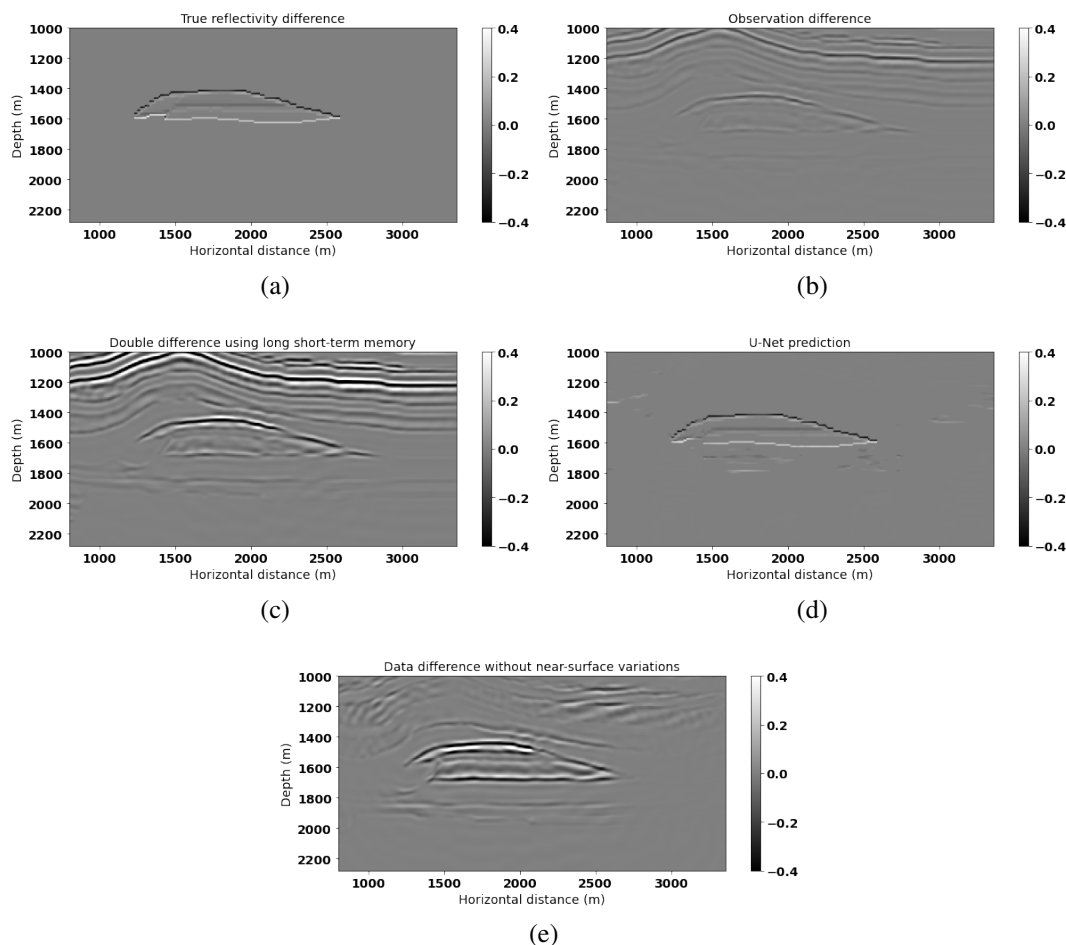 True reflectivity difference
1000
1200
1400
1600
1800
2000
2200
Depth (m)
1000 1500 2000 2500 3000
Horizontal distance (m)
0.4
0.2
0.0
−0.2
−0.4
(a)
Observation difference
1000
1200
1400
1600
1800
2000
2200
Depth (m)
1000 1500 2000 2500 3000
Horizontal distance (m)
0.4
0.2
0.0
−0.2
−0.4
(b)
Double difference using long short-term memory
1000
1200
1400
1600
1800
2000
2200
Depth (m)
1000 1500 2000 2500 3000
Horizontal distance (m)
0.4
0.2
0.0
−0.2
−0.4
(c)
U-Net prediction
1000
1200
1400
1600
1800
2000
2200
Depth (m)
1000 1500 2000 2500 3000
Horizontal distance (m)
0.4
0.2
0.0
−0.2
−0.4
(d)
Data difference without near-surface variations
1000
1200
1400
1600
1800
2000
2200
Depth (m)
1000 1500 2000 2500 3000
Horizontal distance (m)
0.4
0.2
0.0
−0.2
−0.4
(e)